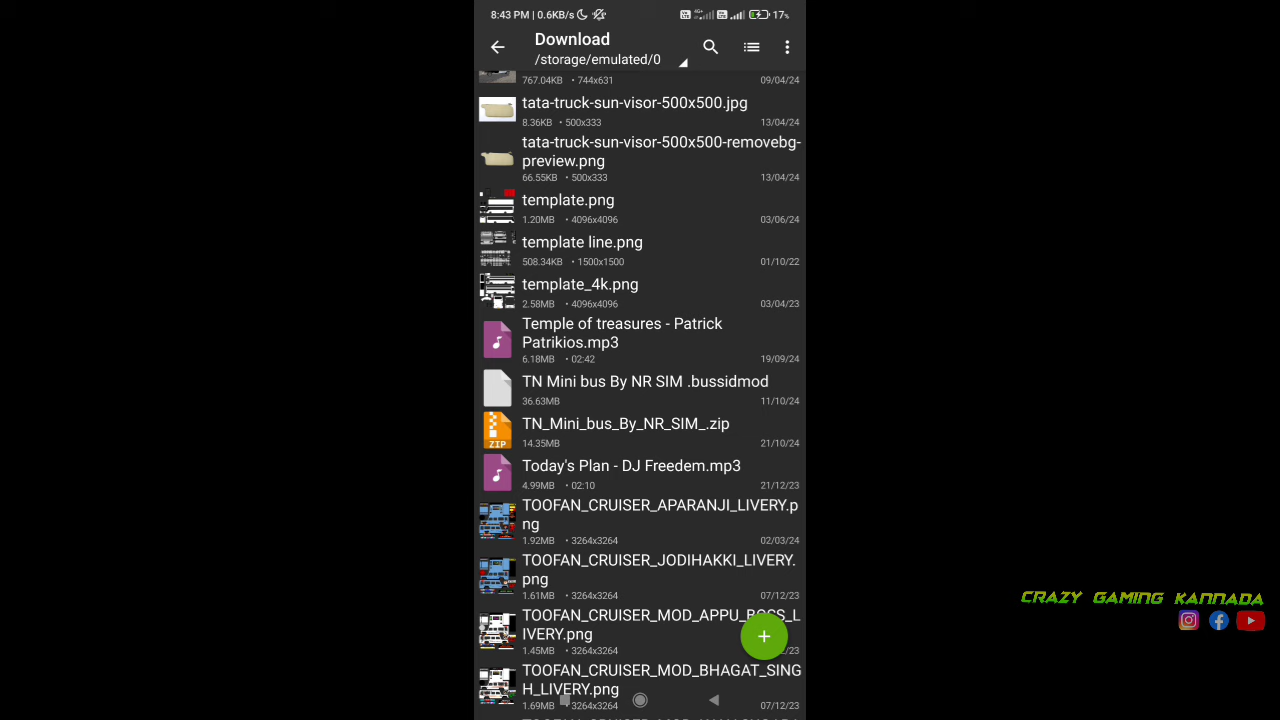 8:43 PM | 0.6KB/s 4G+ 17%
Download
/storage/emulated/0
767.04KB • 744x631 09/04/24
tata-truck-sun-visor-500x500.jpg
8.36KB • 500x333 13/04/24
tata-truck-sun-visor-500x500-removebg-
preview.png
66.55KB • 500x333 13/04/24
template.png
1.20MB • 4096x4096 03/06/24
template line.png
508.34KB • 1500x1500 01/10/22
template_4k.png
2.58MB • 4096x4096 03/04/23
Temple of treasures - Patrick
Patrikios.mp3
6.18MB • 02:42 19/09/24
TN Mini bus By NR SIM .bussidmod
36.63MB 11/10/24
TN_Mini_bus_By_NR_SIM_.zip
ZIP
14.35MB 21/10/24
Today's Plan - DJ Freedem.mp3
4.99MB • 02:10 21/12/23
TOOFAN_CRUISER_APARANJI_LIVERY.p
ng
1.92MB • 3264x3264 02/03/24
TOOFAN_CRUISER_JODIHAKKI_LIVERY.
png
1.61MB • 3264x3264 07/12/23
TOOFAN_CRUISER_MOD_APPU_BOSS_L
IVERY.png
1.45MB • 3264x3264 /23
TOOFAN_CRUISER_MOD_BHAGAT_SING
H_LIVERY.png
1.69MB • 3264x3264 07/12/23
CRAZY GAMING KANNADA